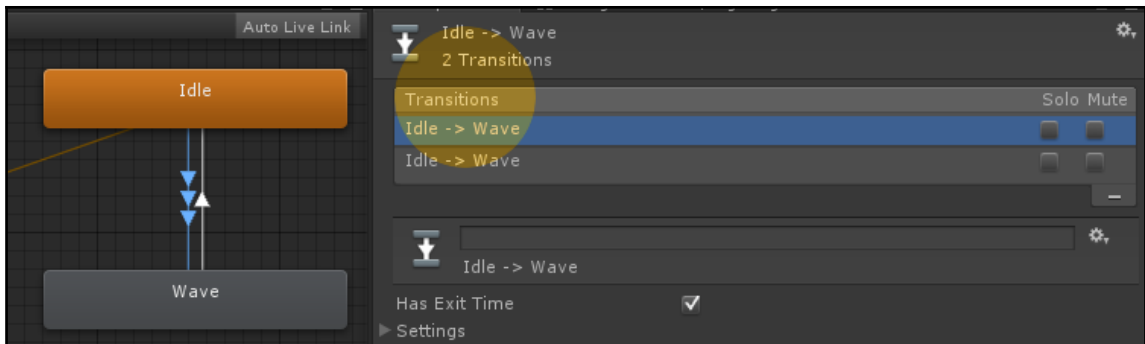 Auto Live Link
Idle
Wave
Idle -> Wave
2 Transitions
Transitions Solo Mute
Idle -> Wave
Idle -> Wave
Idle -> Wave
Has Exit Time
Settings